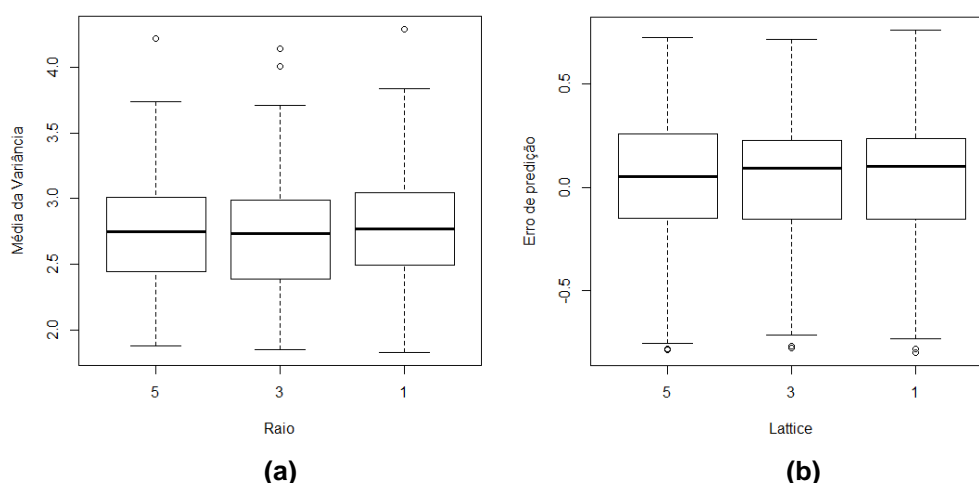 Média da Variância
4.0
3.5
3.0
2.5
2.0
5 3 1
Raio
(a)
Erro de predição
0.5
0.0
-0.5
5 3 1
Lattice
(b)